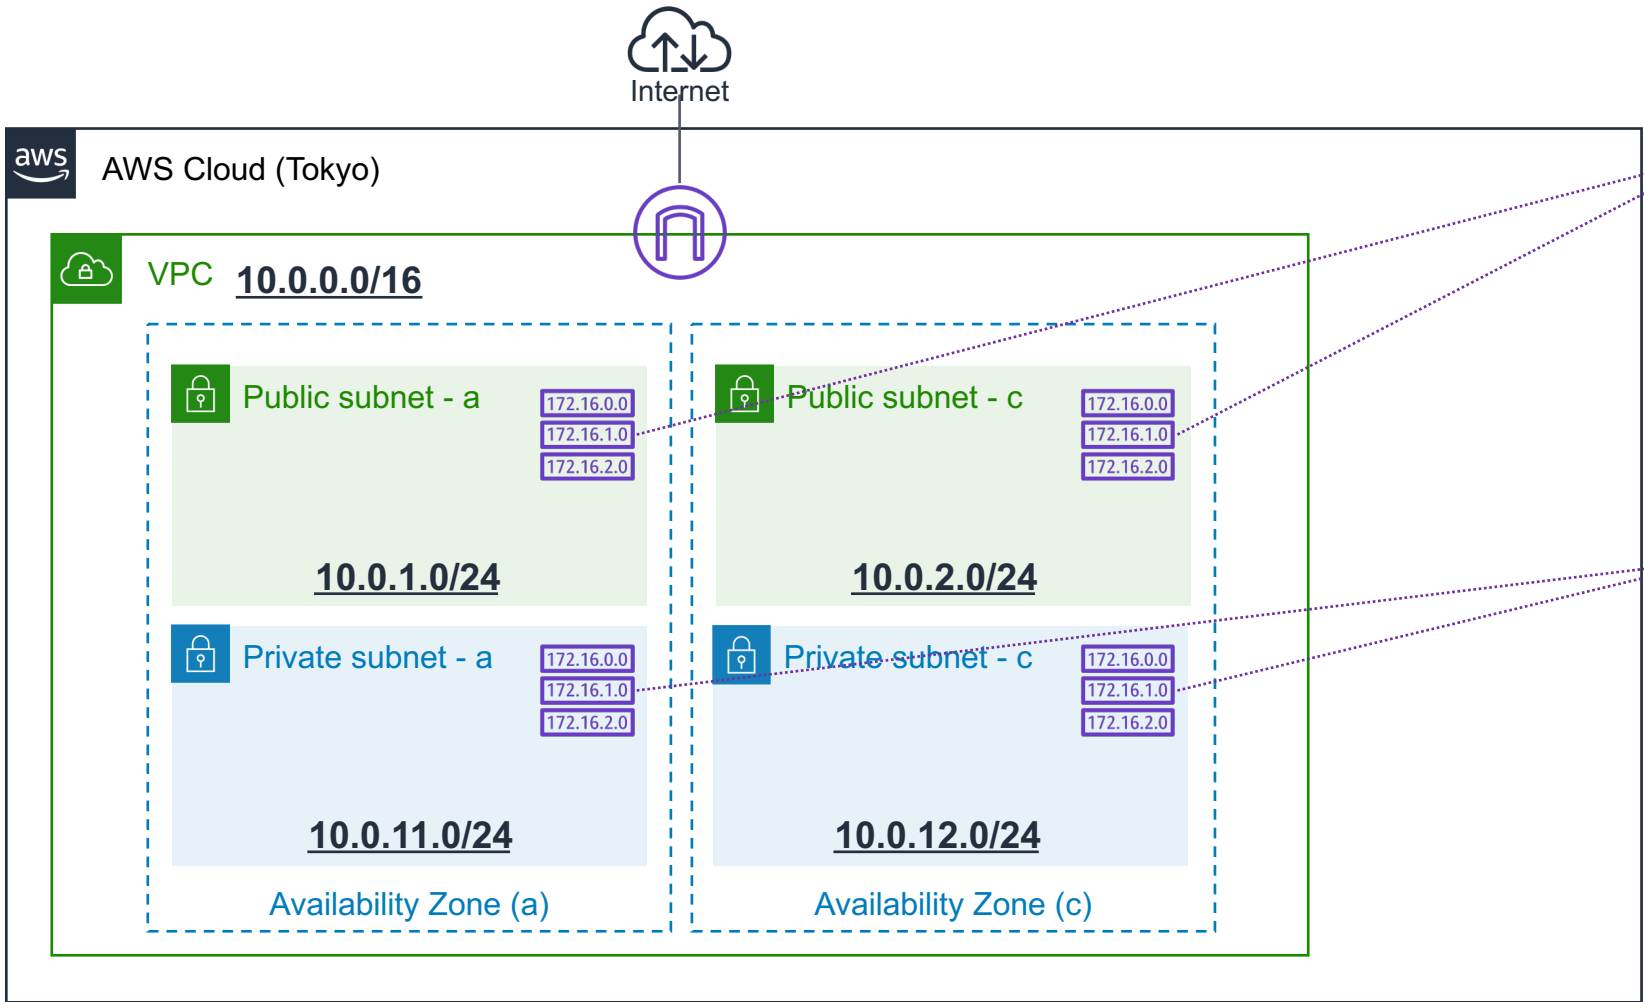 Internet
aws
AWS Cloud (Tokyo)
VPC 10.0.0.0/16
Public subnet - a
172.16.0.0
172.16.1.0
172.16.2.0
10.0.1.0/24
Public subnet - c
172.16.0.0
172.16.1.0
172.16.2.0
10.0.2.0/24
Private subnet - a
172.16.0.0
172.16.1.0
172.16.2.0
10.0.11.0/24
Private subnet - c
172.16.0.0
172.16.1.0
172.16.2.0
10.0.12.0/24
Availability Zone (a)
Availability Zone (c)